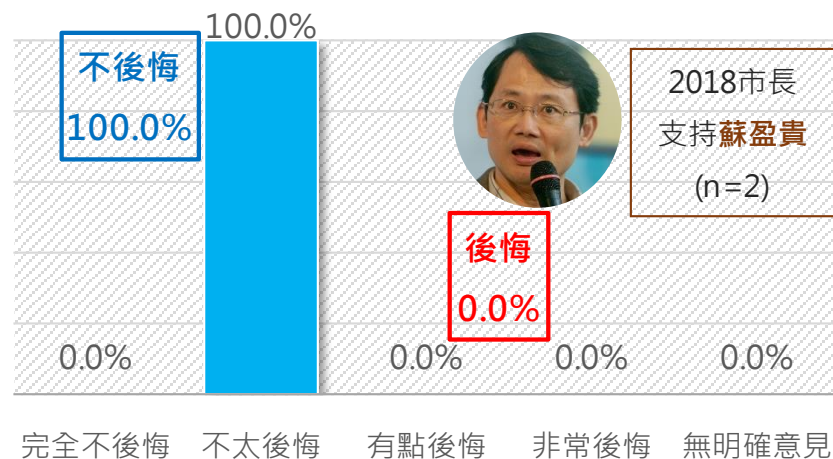 100.0%
不後悔
100.0%
2018市長
支持蘇盈貴
(n=2)
後悔
0.0%
0.0%
0.0%
0.0%
0.0%
完全不後悔
不太後悔
有點後悔
非常後悔
無明確意見